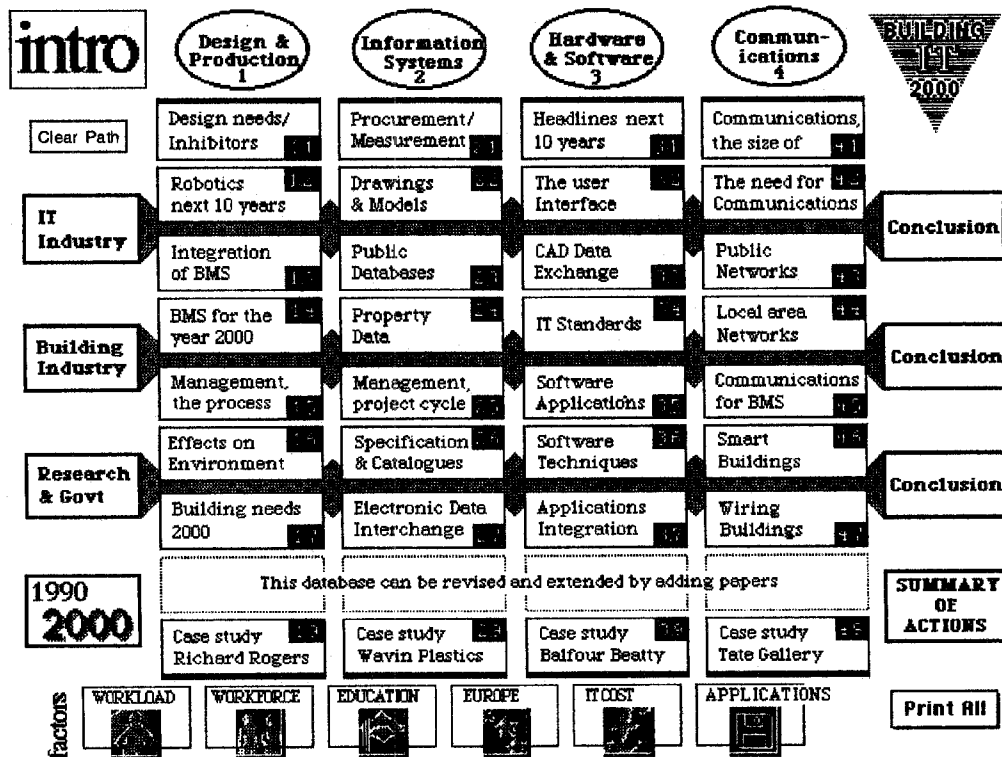 intro
Design &
Production
1
Information
Systems
2
Hardware
& Software
3
Commun-
ications
4
BUILDING
IT
2000
Clear Path
Design needs/
Inhibitors
Procurement/
Measurement
Headlines next
10 years
Communications,
the size of
4.1
Robotics
next 10 years
Drawings
& Models
The user
Interface
The need for
Communications
IT
Industry
Conclusion
Integration
of BMS
Public
Databases
CAD Data
Exchange
Public
Networks
BMS for the
year 2000
Property
Data
IT Standards
Local area
Networks
Building
Industry
Conclusion
Management,
the process
Management,
project cycle
Software
Applications
Communications
for BMS
Effects on
Environment
Specification
& Catalogues
Software
Techniques
Smart
Buildings
Research
& Govt
Conclusion
Building needs
2000
Electronic Data
Interchange
Applications
Integration
Wiring
Buildings
1990
2000
This database can be revised and extended by adding papers
SUMMARY
OF
ACTIONS
Case study
Richard Rogers
Case study
Wavin Plastics
Case study
Balfour Beatty
Case study
Tate Gallery
factors
WORKLOAD
WORKFORCE
EDUCATION
EUROPE
IT COST
APPLICATIONS
Print All